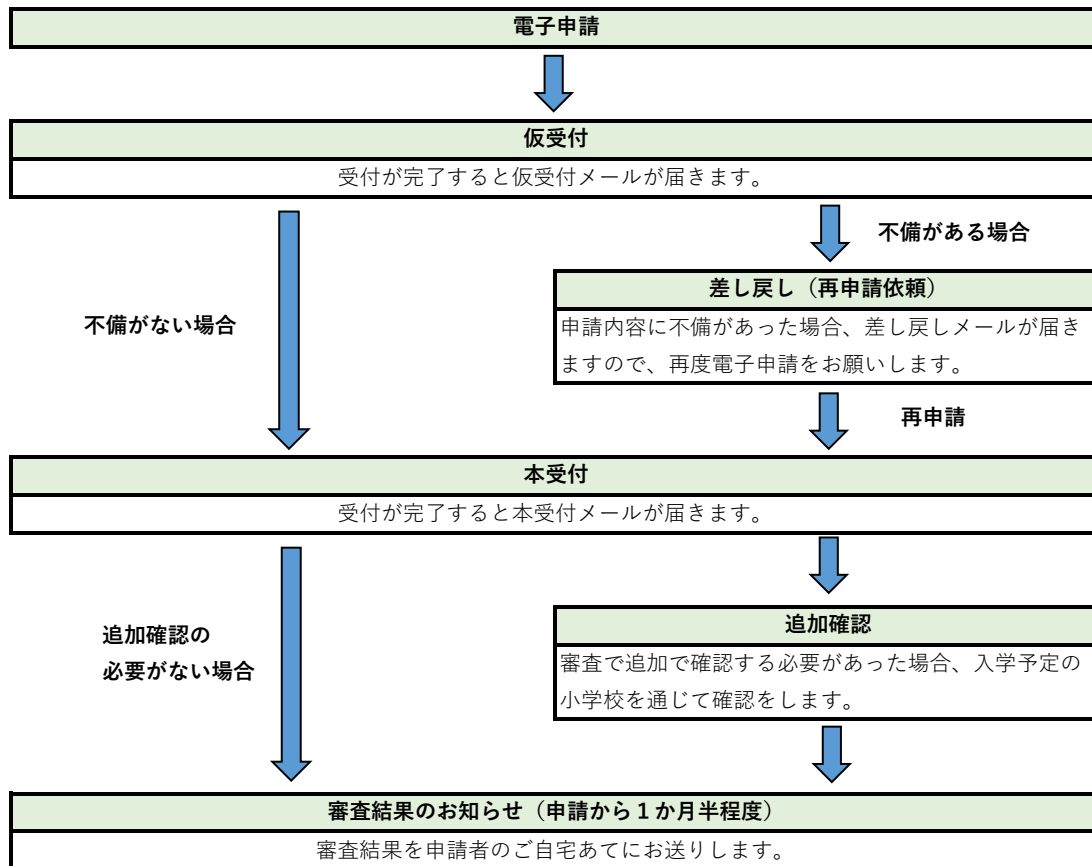 電子申請
仮受付
受付が完了すると仮受付メールが届きます。
不備がある場合
不備がない場合
差し戻し（再申請依頼）
申請内容に不備があった場合、差し戻しメールが届き
ますので、再度電子申請をお願いします。
再申請
本受付
受付が完了すると本受付メールが届きます。
追加確認の
必要がない場合
追加確認
審査で追加で確認する必要があった場合、入学予定の
小学校を通じて確認をします。
審査結果のお知らせ（申請から１か月半程度）
審査結果を申請者のご自宅あてにお送りします。